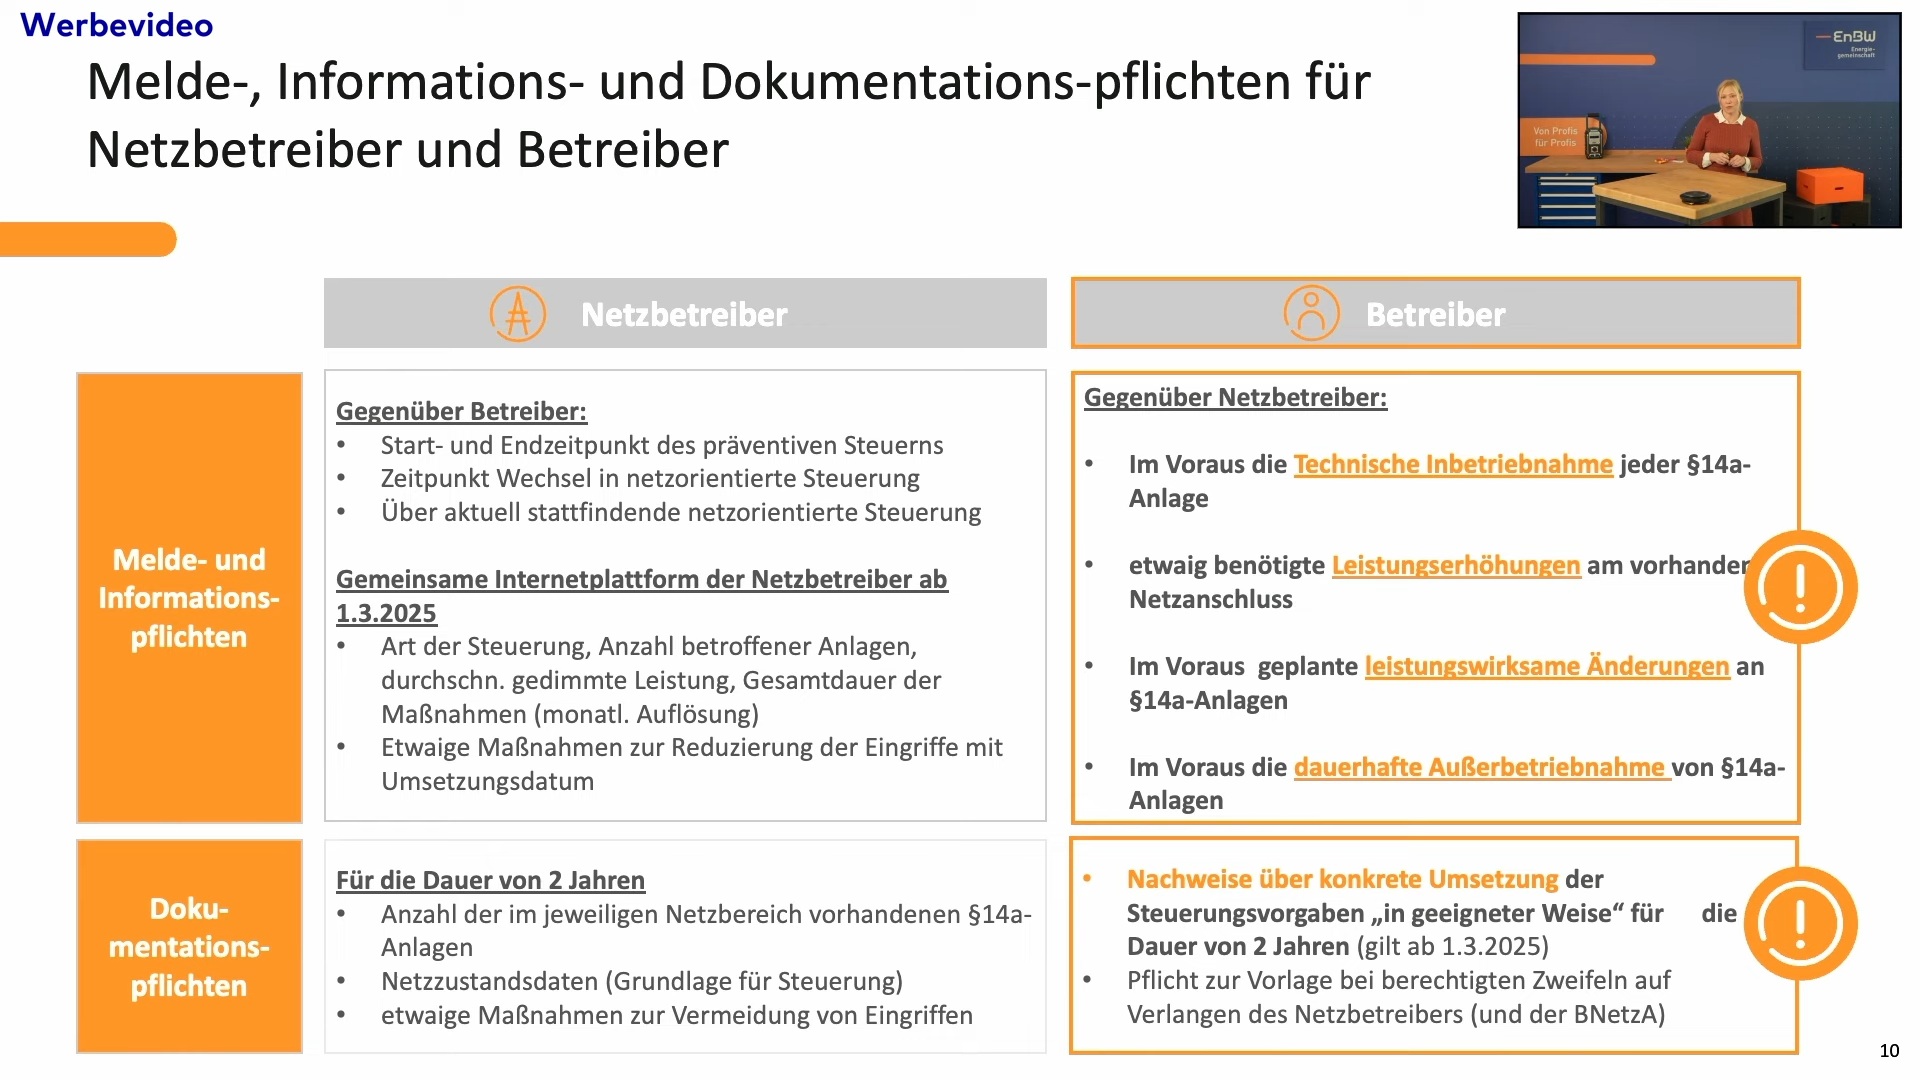 Werbevideo
Melde-, Informations- und Dokumentations-pflichten für
Netzbetreiber und Betreiber
EnBW
Energie-
gemeinschaft
Von Profis
für Profis
Netzbetreiber
Betreiber
Melde- und
Informations-
pflichten
Gegenüber Betreiber:
• Start- und Endzeitpunkt des präventiven Steuerns
• Zeitpunkt Wechsel in netzorientierte Steuerung
• Über aktuell stattfindende netzorientierte Steuerung
Gemeinsame Internetplattform der Netzbetreiber ab
1.3.2025
• Art der Steuerung, Anzahl betroffener Anlagen,
durchschn. gedimmte Leistung, Gesamtdauer der
Maßnahmen (monatl. Auflösung)
• Etwaige Maßnahmen zur Reduzierung der Eingriffe mit
Umsetzungsdatum
Gegenüber Netzbetreiber:
• Im Voraus die Technische Inbetriebnahme jeder §14a-
Anlage
• etwaig benötigte Leistungserhöhungen am vorhanden
Netzanschluss
• Im Voraus geplante leistungswirksame Änderungen an
§14a-Anlagen
• Im Voraus die dauerhafte Außerbetriebnahme von §14a-
Anlagen
Doku-
mentations-
pflichten
Für die Dauer von 2 Jahren
• Anzahl der im jeweiligen Netzbereich vorhandenen §14a-
Anlagen
• Netzzustandsdaten (Grundlage für Steuerung)
• etwaige Maßnahmen zur Vermeidung von Eingriffen
• Nachweise über konkrete Umsetzung der
Steuerungsvorgaben „in geeigneter Weise“ für die
Dauer von 2 Jahren (gilt ab 1.3.2025)
• Pflicht zur Vorlage bei berechtigten Zweifeln auf
Verlangen des Netzbetreibers (und der BNetzA)
10